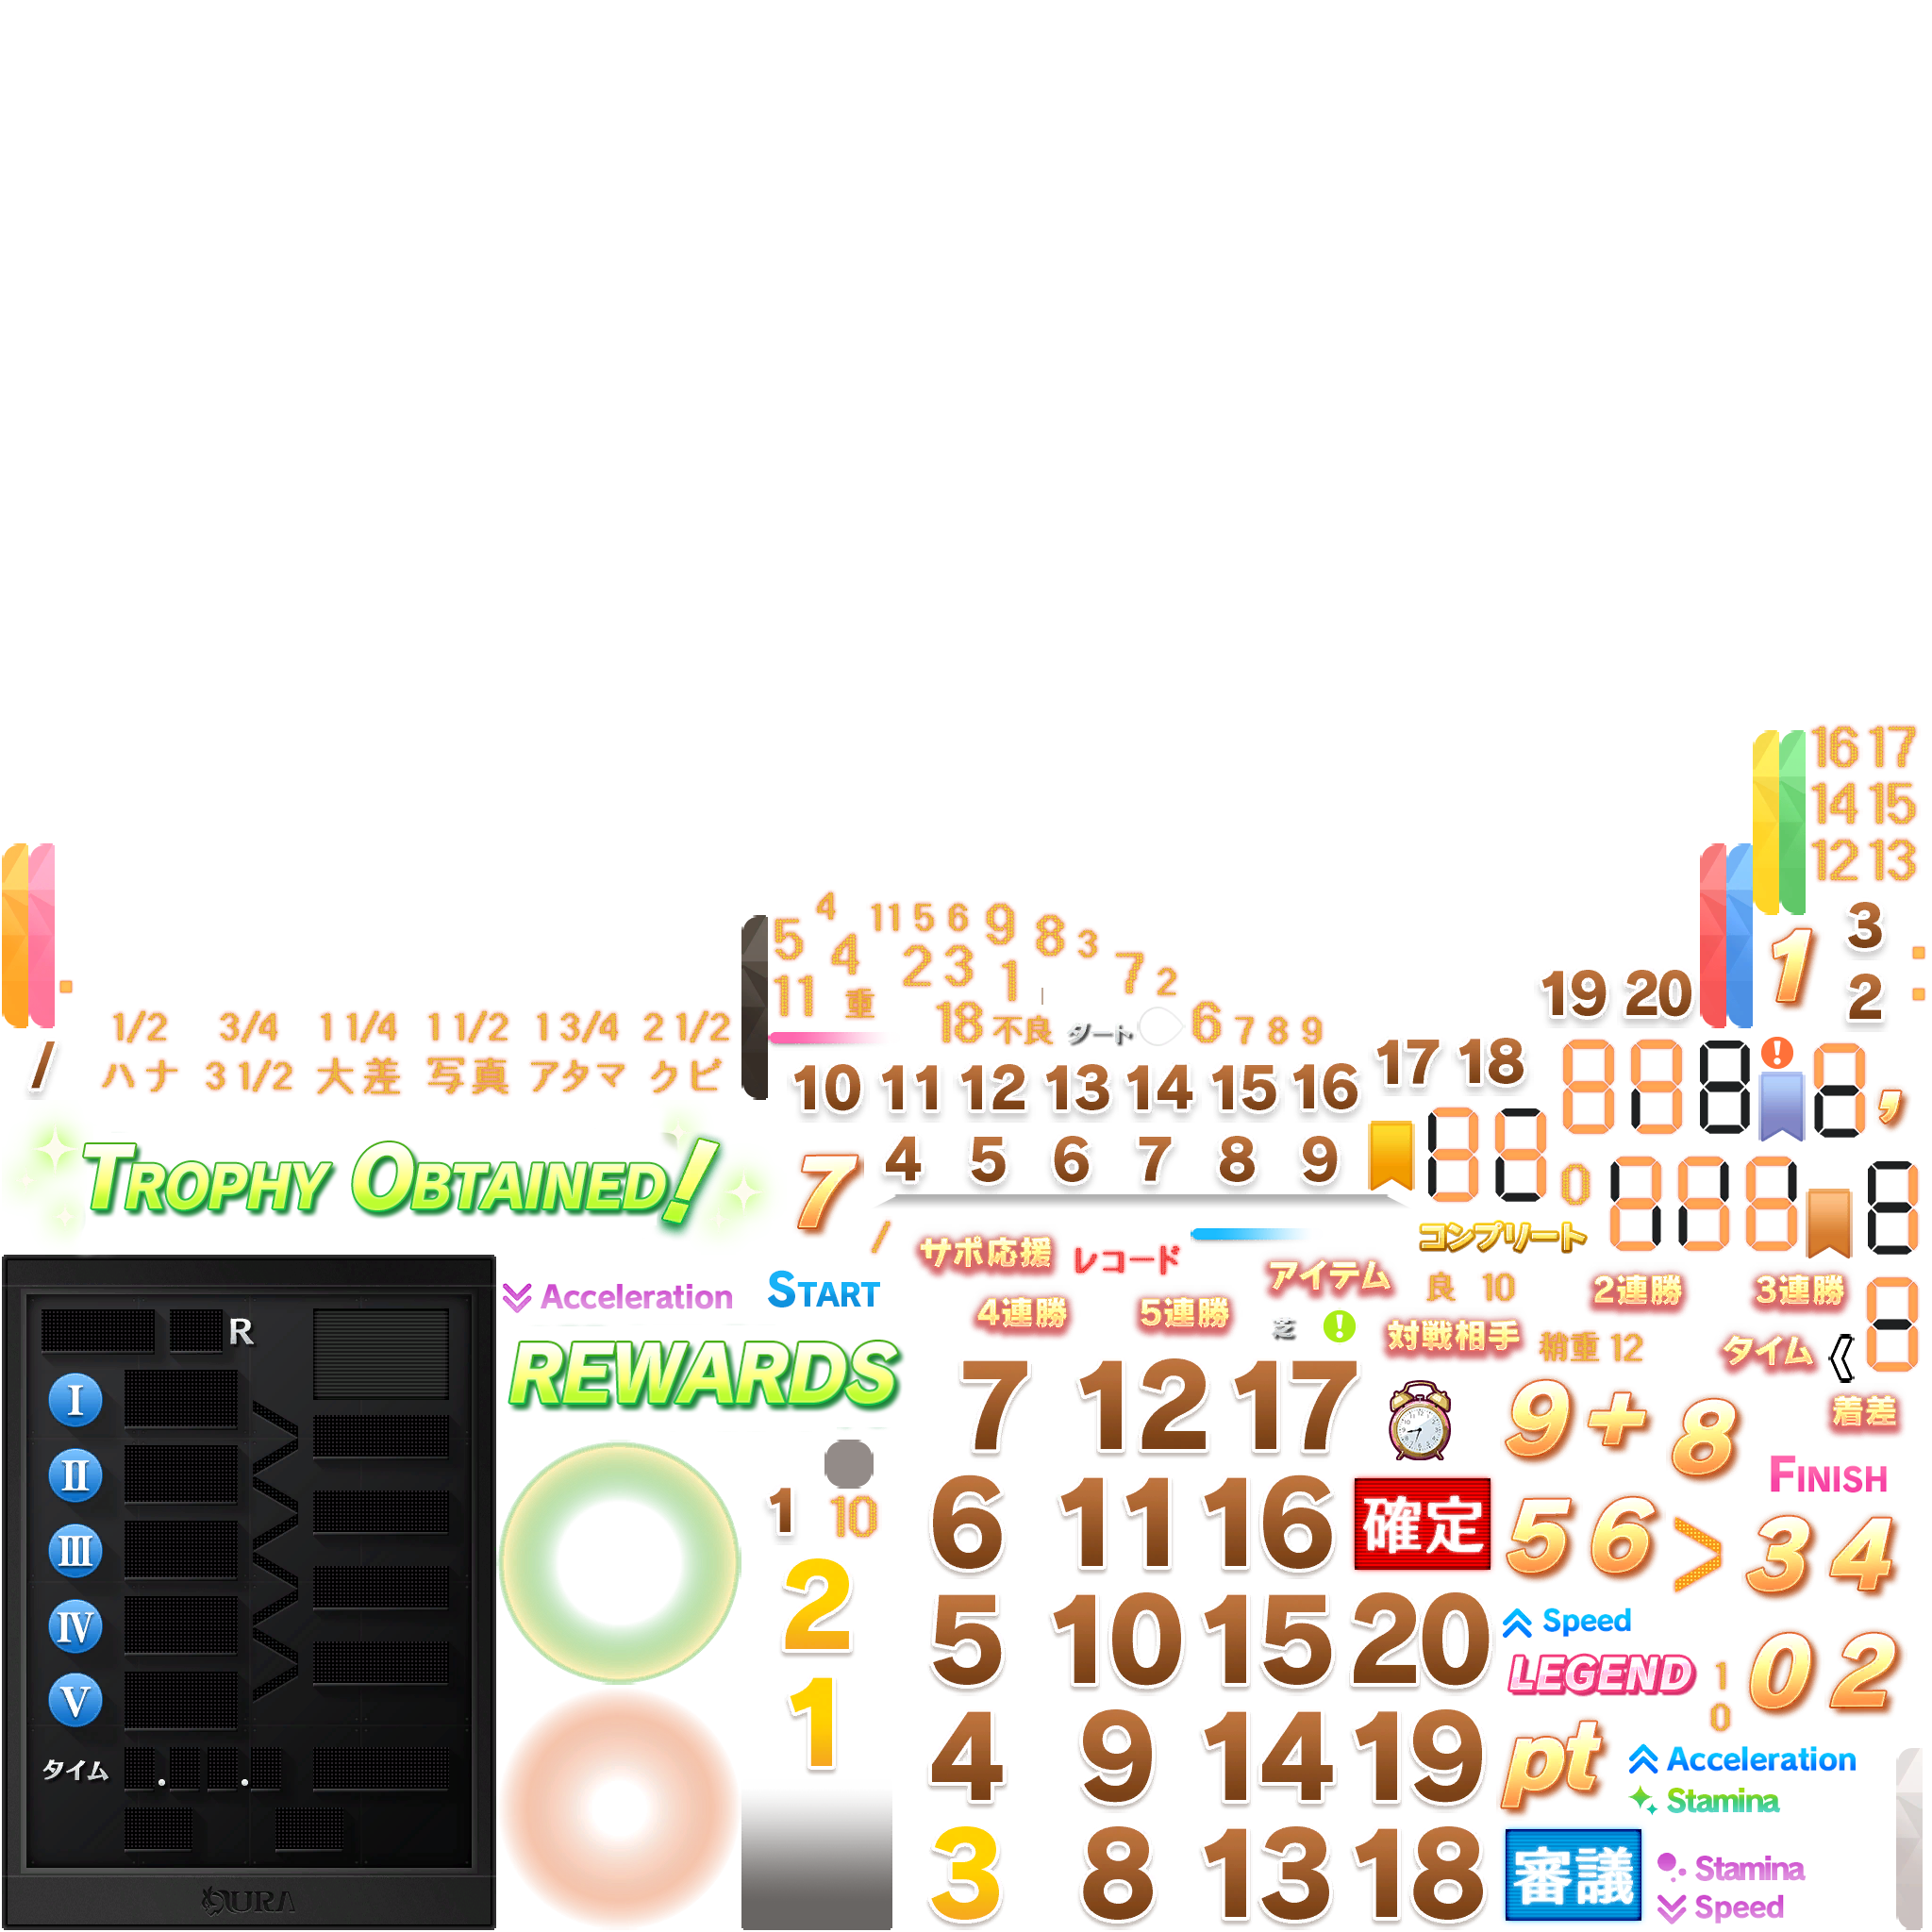 16 17
14 15
12 13
3
1
2
:
19 20
.
4
11 5 6 9 8 3
5 4 2 3 1 7 2
11 重
18 不良 ダート 6 7 8 9
1/2 3/4 1 1/4 1 1/2 1 3/4 2 1/2
/ ハナ 3 1/2 大差 写真 アタマ クビ
10 11 12 13 14 15 16 17 18
8 8 8 ! 2 ,
TROPHY OBTAINED!
7 4 5 6 7 8 9
0
/
サポ応援 レコード アイテム コンプリート
良 10 2連勝 3連勝
4連勝 5連勝 芝 ! 対戦相手 稍重 12 タイム
着差
Acceleration START
REWARDS
R
I
II
III
IV
V
タイム
URA
7 12 17 9 + 8
FINISH
1 10
6 11 16 確定 5 6 > 3 4
2
5 10 15 20
Speed
LEGEND 1 0 0 2
1
4 9 14 19 pt
Acceleration
Stamina
3 8 13 18 審議
Stamina
Speed